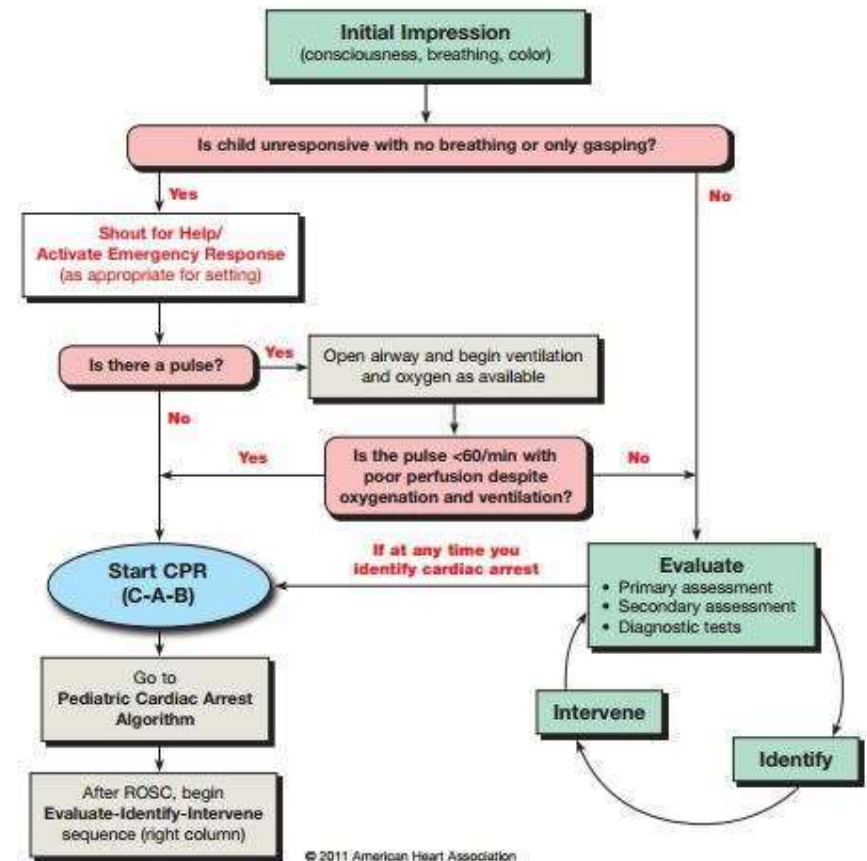 Initial Impression
(consciousness, breathing, color)
Is child unresponsive with no breathing or only gasping?
Yes
No
Shout for Help/
Activate Emergency Response
(as appropriate for setting)
Is there a pulse?
Yes
Open airway and begin ventilation
and oxygen as available
No
Yes
Is the pulse <60/min with
poor perfusion despite
oxygenation and ventilation?
No
If at any time you
identify cardiac arrest
Start CPR
(C-A-B)
Evaluate
• Primary assessment
• Secondary assessment
• Diagnostic tests
Go to
Pediatric Cardiac Arrest
Algorithm
Intervene
Identify
After ROSC, begin
Evaluate-Identify-Intervene
sequence (right column)
© 2011 American Heart Association